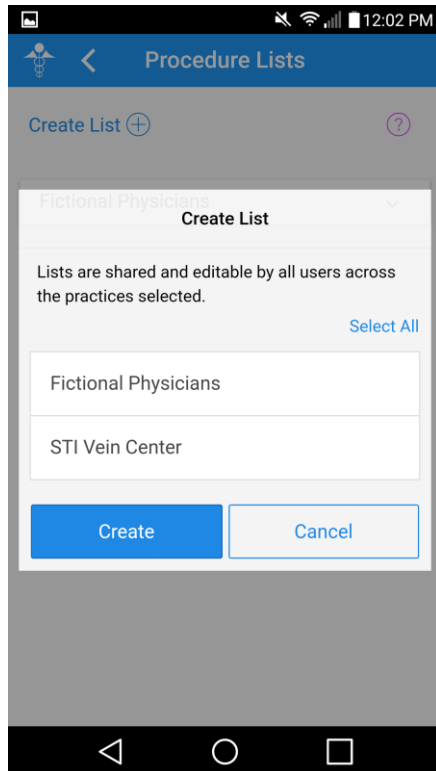 12:02 PM
Procedure Lists
Create List
?
Fictional Physicians
Create List
Lists are shared and editable by all users across
the practices selected.
Select All
Fictional Physicians
STI Vein Center
Create Cancel